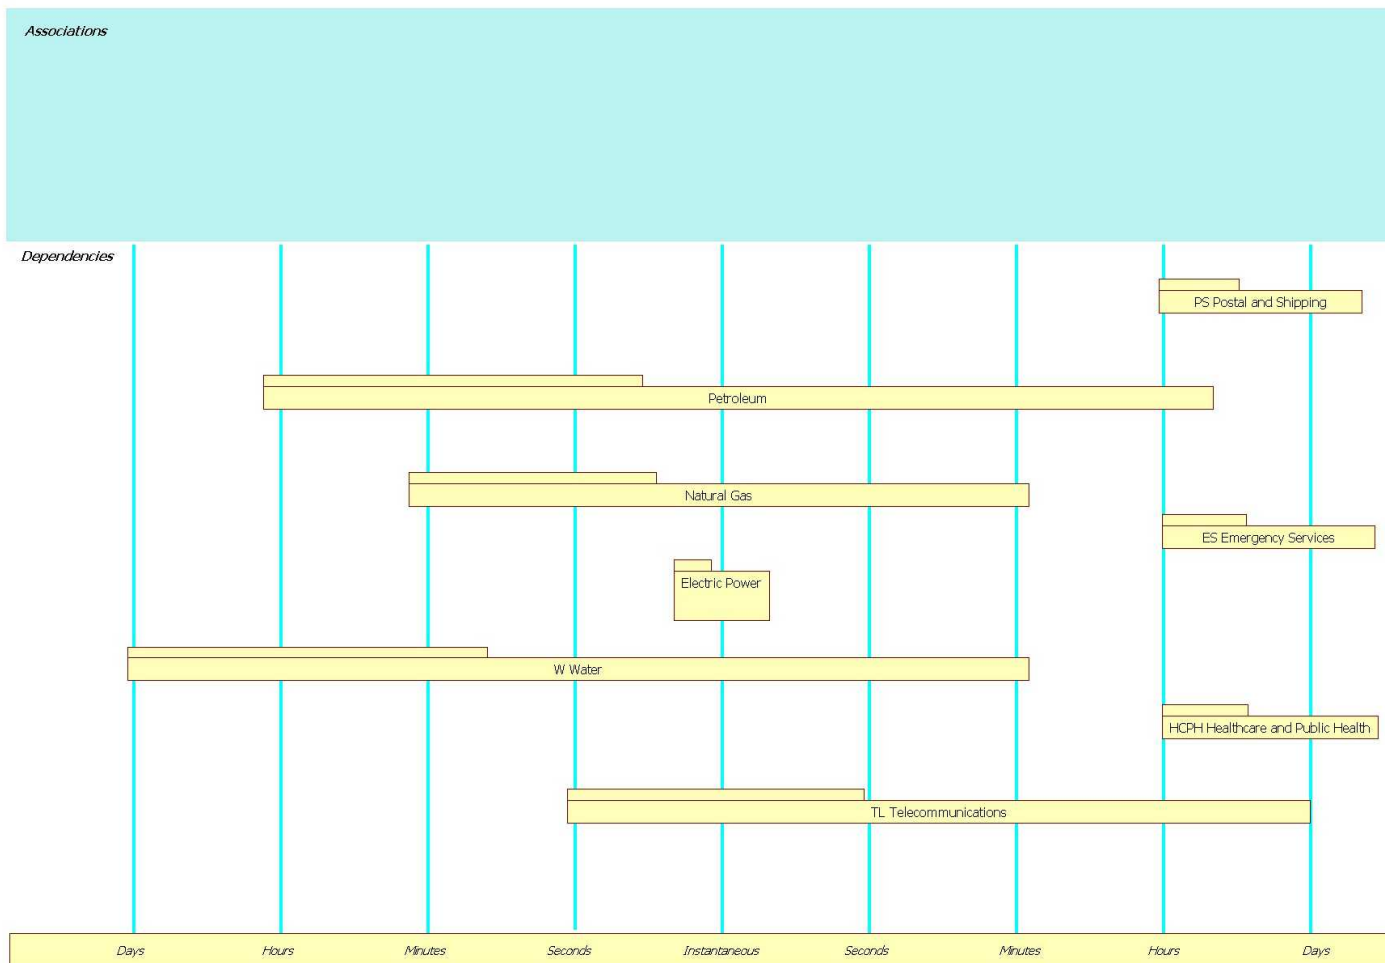 Associations
Dependencies
PS Postal and Shipping
Petroleum
Natural Gas
ES Emergency Services
Electric Power
W Water
HCPH Healthcare and Public Health
TL Telecommunications
Days Hours Minutes Seconds Instantaneous Seconds Minutes Hours Days